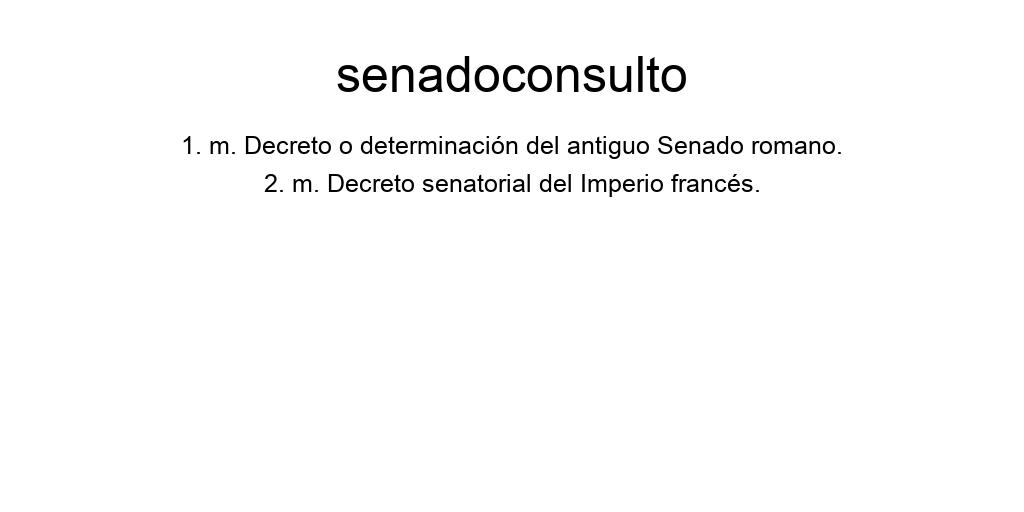 senadoconsulto
1. m. Decreto o determinación del antiguo Senado romano.
2. m. Decreto senatorial del Imperio francés.